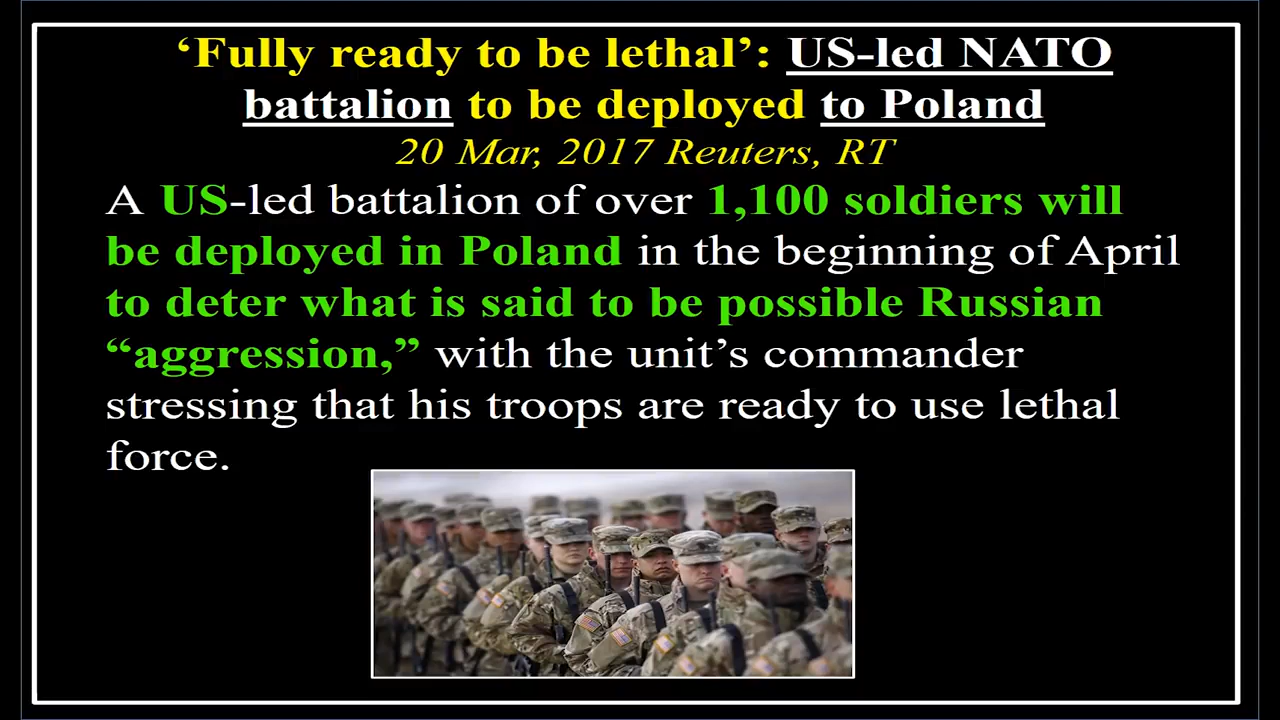 ‘Fully ready to be lethal’: US-led NATO
battalion to be deployed to Poland
20 Mar, 2017 Reuters, RT
A US-led battalion of over 1,100 soldiers will
be deployed in Poland in the beginning of April
to deter what is said to be possible Russian
“aggression,” with the unit’s commander
stressing that his troops are ready to use lethal
force.